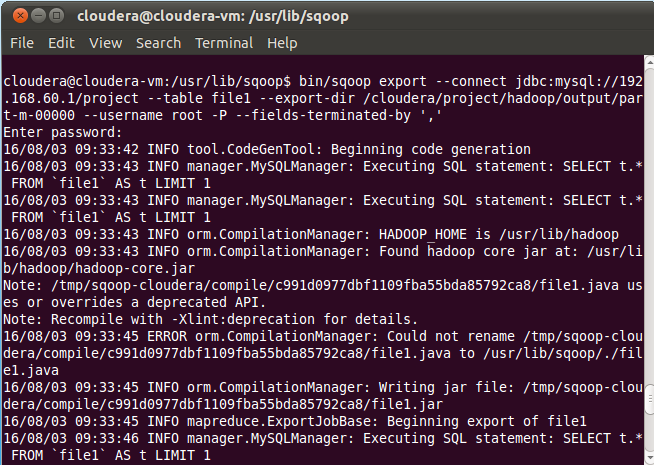 cloudera@cloudera-vm: /usr/lib/sqoop
File Edit View Search Terminal Help
cloudera@cloudera-vm:/usr/lib/sqoop$ bin/sqoop export --connect jdbc:mysql://192
.168.60.1/project --table file1 --export-dir /cloudera/project/hadoop/output/par
t-m-00000 --username root -P --fields-terminated-by ','
Enter password:
16/08/03 09:33:42 INFO tool.CodeGenTool: Beginning code generation
16/08/03 09:33:43 INFO manager.MySQLManager: Executing SQL statement: SELECT t.*
 FROM `file1` AS t LIMIT 1
16/08/03 09:33:43 INFO manager.MySQLManager: Executing SQL statement: SELECT t.*
 FROM `file1` AS t LIMIT 1
16/08/03 09:33:43 INFO orm.CompilationManager: HADOOP_HOME is /usr/lib/hadoop
16/08/03 09:33:43 INFO orm.CompilationManager: Found hadoop core jar at: /usr/li
b/hadoop/hadoop-core.jar
Note: /tmp/sqoop-cloudera/compile/c991d0977dbf1109fba55bda85792ca8/file1.java us
es or overrides a deprecated API.
Note: Recompile with -Xlint:deprecation for details.
16/08/03 09:33:45 ERROR orm.CompilationManager: Could not rename /tmp/sqoop-clou
dera/compile/c991d0977dbf1109fba55bda85792ca8/file1.java to /usr/lib/sqoop/./fil
e1.java
16/08/03 09:33:45 INFO orm.CompilationManager: Writing jar file: /tmp/sqoop-clou
dera/compile/c991d0977dbf1109fba55bda85792ca8/file1.jar
16/08/03 09:33:45 INFO mapreduce.ExportJobBase: Beginning export of file1
16/08/03 09:33:46 INFO manager.MySQLManager: Executing SQL statement: SELECT t.*
 FROM `file1` AS t LIMIT 1